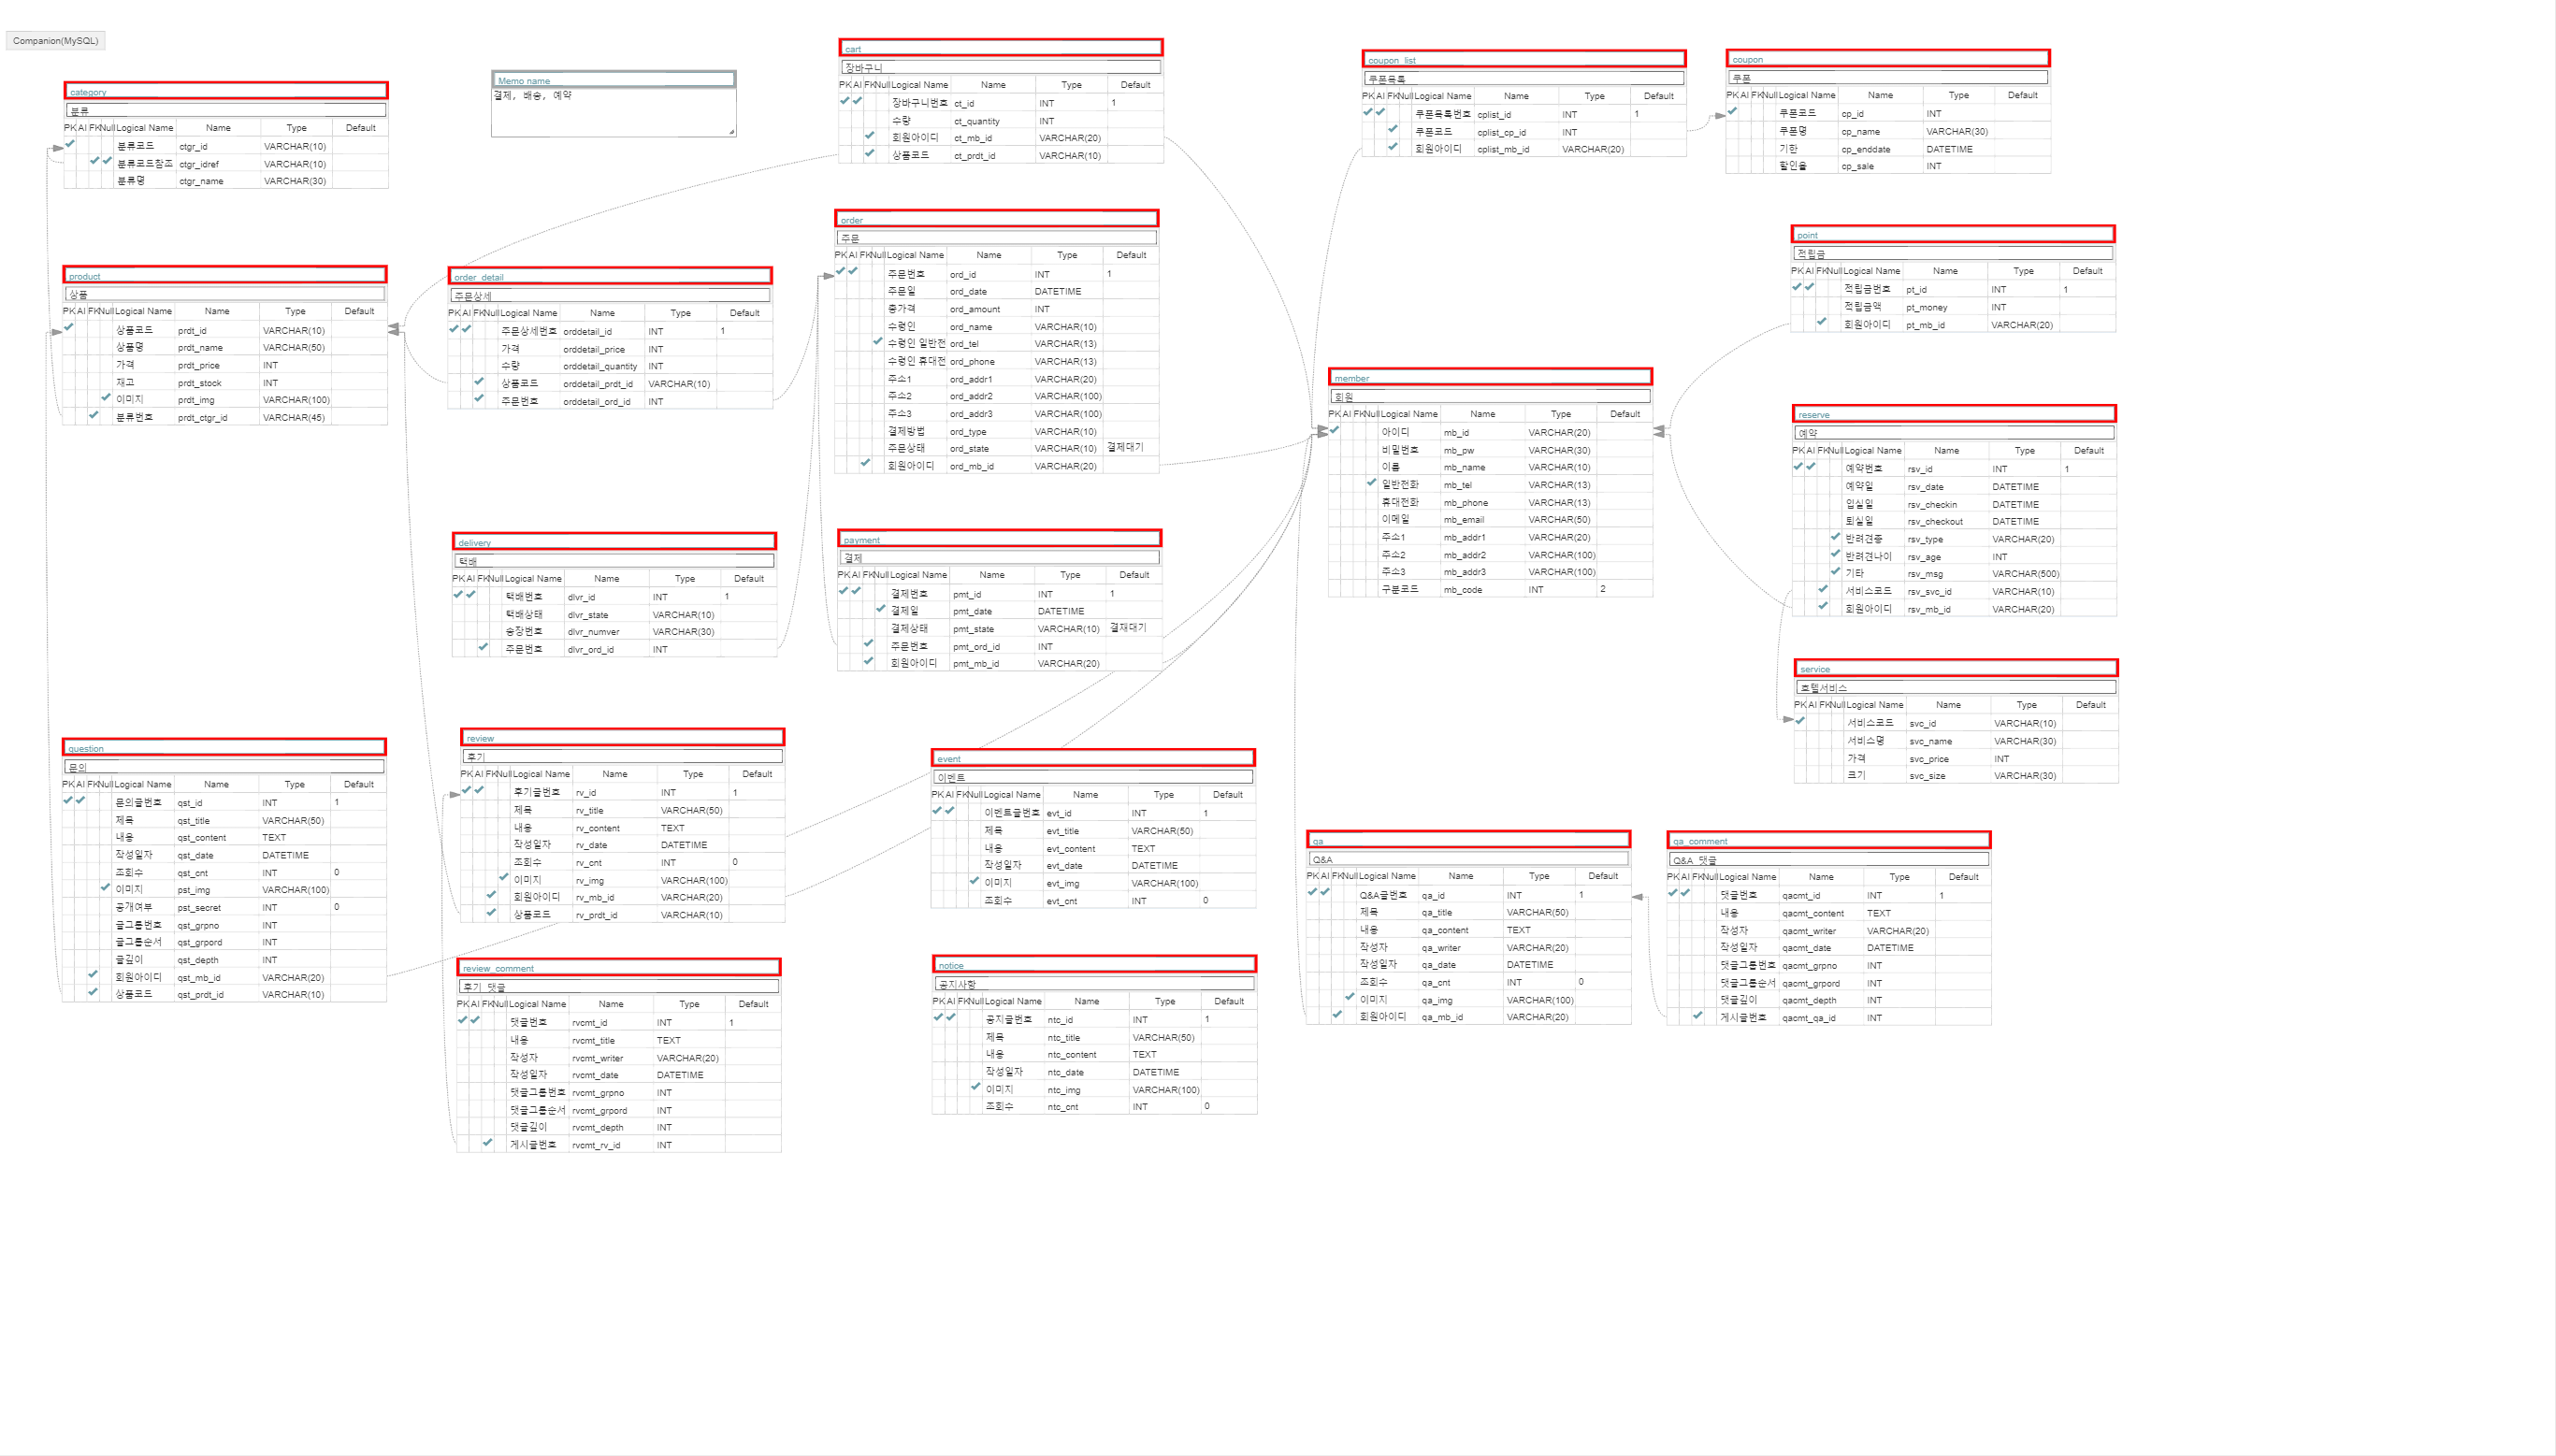 Companion(MySQL)
category
분류
PK AI FK Null Logical Name Name Type Default
분류코드 ctgr_id VARCHAR(10)
분류코드참조 ctgr_idref VARCHAR(10)
분류명 ctgr_name VARCHAR(30)
Memo name
결제, 배송, 예약
cart
장바구니
PK AI FK Null Logical Name Name Type Default
장바구니번호 ct_id INT 1
수량 ct_quantity INT
회원아이디 ct_mb_id VARCHAR(20)
상품코드 ct_prdt_id VARCHAR(10)
coupon_list
쿠폰목록
PK AI FK Null Logical Name Name Type Default
쿠폰목록번호 cplist_id INT 1
쿠폰코드 cplist_cp_id INT
회원아이디 cplist_mb_id VARCHAR(20)
coupon
쿠폰
PK AI FK Null Logical Name Name Type Default
쿠폰코드 cp_id INT
쿠폰명 cp_name VARCHAR(30)
기한 cp_enddate DATETIME
할인율 cp_sale INT
product
상품
PK AI FK Null Logical Name Name Type Default
상품코드 prdt_id VARCHAR(10)
상품명 prdt_name VARCHAR(50)
가격 prdt_price INT
재고 prdt_stock INT
이미지 prdt_img VARCHAR(100)
분류번호 prdt_ctgr_id VARCHAR(45)
order_detail
주문상세
PK AI FK Null Logical Name Name Type Default
주문상세번호 orddetail_id INT 1
가격 orddetail_price INT
수량 orddetail_quantity INT
상품코드 orddetail_prdt_id VARCHAR(10)
주문번호 orddetail_ord_id INT
order
주문
PK AI FK Null Logical Name Name Type Default
주문번호 ord_id INT 1
주문일 ord_date DATETIME
총가격 ord_amount INT
수령인 ord_name VARCHAR(10)
수령인 일반전 ord_tel VARCHAR(13)
수령인 휴대전 ord_phone VARCHAR(13)
주소1 ord_addr1 VARCHAR(20)
주소2 ord_addr2 VARCHAR(100)
주소3 ord_addr3 VARCHAR(100)
결제방법 ord_type VARCHAR(10)
주문상태 ord_state VARCHAR(10) 결제대기
회원아이디 ord_mb_id VARCHAR(20)
point
적립금
PK AI FK Null Logical Name Name Type Default
적립금번호 pt_id INT 1
적립금액 pt_money INT
회원아이디 pt_mb_id VARCHAR(20)
member
회원
PK AI FK Null Logical Name Name Type Default
아이디 mb_id VARCHAR(20)
비밀번호 mb_pw VARCHAR(30)
이름 mb_name VARCHAR(10)
일반전화 mb_tel VARCHAR(13)
휴대전화 mb_phone VARCHAR(13)
이메일 mb_email VARCHAR(50)
주소1 mb_addr1 VARCHAR(20)
주소2 mb_addr2 VARCHAR(100)
주소3 mb_addr3 VARCHAR(100)
구분코드 mb_code INT 2
reserve
예약
PK AI FK Null Logical Name Name Type Default
예약번호 rsv_id INT 1
예약일 rsv_date DATETIME
입실일 rsv_checkin DATETIME
퇴실일 rsv_checkout DATETIME
반려견종 rsv_type VARCHAR(20)
반려견나이 rsv_age INT
기타 rsv_msg VARCHAR(500)
서비스코드 rsv_svc_id VARCHAR(10)
회원아이디 rsv_mb_id VARCHAR(20)
delivery
택배
PK AI FK Null Logical Name Name Type Default
택배번호 dlvr_id INT 1
택배상태 dlvr_state VARCHAR(10)
송장번호 dlvr_numver VARCHAR(30)
주문번호 dlvr_ord_id INT
payment
결제
PK AI FK Null Logical Name Name Type Default
결제번호 pmt_id INT 1
결제일 pmt_date DATETIME
결제상태 pmt_state VARCHAR(10) 결재대기
주문번호 pmt_ord_id INT
회원아이디 pmt_mb_id VARCHAR(20)
service
호텔서비스
PK AI FK Null Logical Name Name Type Default
서비스코드 svc_id VARCHAR(10)
서비스명 svc_name VARCHAR(30)
가격 svc_price INT
크기 svc_size VARCHAR(30)
question
문의
PK AI FK Null Logical Name Name Type Default
문의글번호 qst_id INT 1
제목 qst_title VARCHAR(50)
내용 qst_content TEXT
작성일자 qst_date DATETIME
조회수 qst_cnt INT 0
이미지 pst_img VARCHAR(100)
공개여부 pst_secret INT 0
글그룹번호 qst_grpno INT
글그룹순서 qst_grpord INT
글깊이 qst_depth INT
회원아이디 qst_mb_id VARCHAR(20)
상품코드 qst_prdt_id VARCHAR(10)
review
후기
PK AI FK Null Logical Name Name Type Default
후기글번호 rv_id INT 1
제목 rv_title VARCHAR(50)
내용 rv_content TEXT
작성일자 rv_date DATETIME
조회수 rv_cnt INT 0
이미지 rv_img VARCHAR(100)
회원아이디 rv_mb_id VARCHAR(20)
상품코드 rv_prdt_id VARCHAR(10)
event
이벤트
PK AI FK Null Logical Name Name Type Default
이벤트글번호 evt_id INT 1
제목 evt_title VARCHAR(50)
내용 evt_content TEXT
작성일자 evt_date DATETIME
이미지 evt_img VARCHAR(100)
조회수 evt_cnt INT 0
qa
Q&A
PK AI FK Null Logical Name Name Type Default
Q&A글번호 qa_id INT 1
제목 qa_title VARCHAR(50)
내용 qa_content TEXT
작성자 qa_writer VARCHAR(20)
작성일자 qa_date DATETIME
조회수 qa_cnt INT 0
이미지 qa_img VARCHAR(100)
회원아이디 qa_mb_id VARCHAR(20)
qa_comment
Q&A 댓글
PK AI FK Null Logical Name Name Type Default
댓글번호 qacmt_id INT 1
내용 qacmt_content TEXT
작성자 qacmt_writer VARCHAR(20)
작성일자 qacmt_date DATETIME
댓글그룹번호 qacmt_grpno INT
댓글그룹순서 qacmt_grpord INT
댓글깊이 qacmt_depth INT
게시글번호 qacmt_qa_id INT
review_comment
후기 댓글
PK AI FK Null Logical Name Name Type Default
댓글번호 rvcmt_id INT 1
내용 rvcmt_title TEXT
작성자 rvcmt_writer VARCHAR(20)
작성일자 rvcmt_date DATETIME
댓글그룹번호 rvcmt_grpno INT
댓글그룹순서 rvcmt_grpord INT
댓글깊이 rvcmt_depth INT
게시글번호 rvcmt_rv_id INT
notice
공지사항
PK AI FK Null Logical Name Name Type Default
공지글번호 ntc_id INT 1
제목 ntc_title VARCHAR(50)
내용 ntc_content TEXT
작성일자 ntc_date DATETIME
이미지 ntc_img VARCHAR(100)
조회수 ntc_cnt INT 0